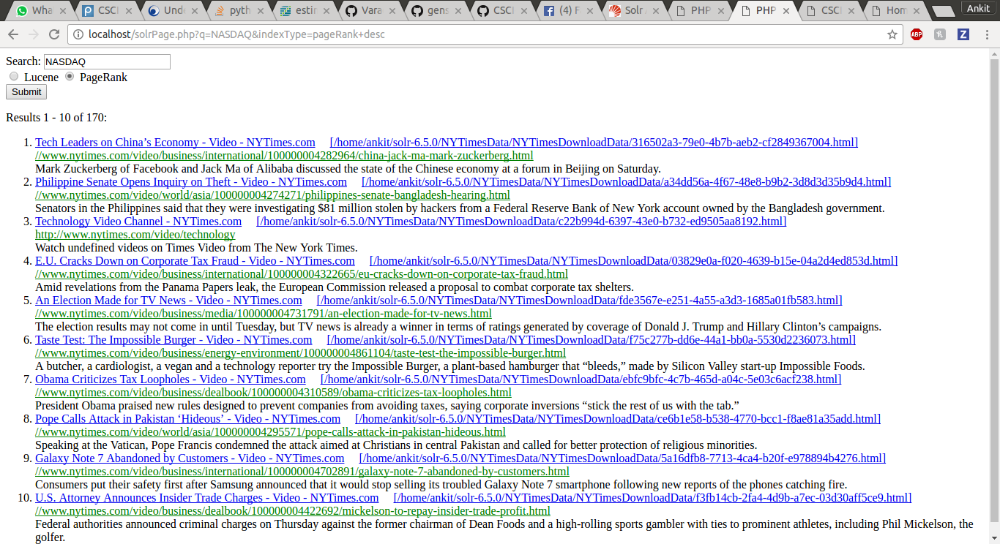 Wha
CSCI
Und
pyth
estin
Vara
gens
CSCI
(4) F
Solr
PHP
PHP
CSCI
Hom
Ankit
localhost/solrPage.php?q=NASDAQ&indexType=pageRank+desc
ABP
Z
Search: NASDAQ
Lucene PageRank
Submit
Results 1 - 10 of 170:
1. Tech Leaders on China’s Economy - Video - NYTimes.com [/home/ankit/solr-6.5.0/NYTimesData/NYTimesDownloadData/316502a3-79e0-4b7b-aeb2-cf2849367004.html]
//www.nytimes.com/video/business/international/100000004282964/china-jack-ma-mark-zuckerberg.html
Mark Zuckerberg of Facebook and Jack Ma of Alibaba discussed the state of the Chinese economy at a forum in Beijing on Saturday.
2. Philippine Senate Opens Inquiry on Theft - Video - NYTimes.com [/home/ankit/solr-6.5.0/NYTimesData/NYTimesDownloadData/a34dd56a-4f67-48e8-b9b2-3d8d3d35b9d4.html]
//www.nytimes.com/video/world/asia/100000004274271/philippines-senate-bangladesh-hearing.html
Senators in the Philippines said that they were investigating $81 million stolen by hackers from a Federal Reserve Bank of New York account owned by the Bangladesh government.
3. Technology Video Channel - NYTimes.com [/home/ankit/solr-6.5.0/NYTimesData/NYTimesDownloadData/c22b994d-6397-43e0-b732-ed9505aa8192.html]
http://www.nytimes.com/video/technology
Watch undefined videos on Times Video from The New York Times.
4. E.U. Cracks Down on Corporate Tax Fraud - Video - NYTimes.com [/home/ankit/solr-6.5.0/NYTimesData/NYTimesDownloadData/03829e0a-f020-4639-b15e-04a2d4ed853d.html]
//www.nytimes.com/video/business/international/100000004322665/eu-cracks-down-on-corporate-tax-fraud.html
Amid revelations from the Panama Papers leak, the European Commission released a proposal to combat corporate tax shelters.
5. An Election Made for TV News - Video - NYTimes.com [/home/ankit/solr-6.5.0/NYTimesData/NYTimesDownloadData/fde3567e-e251-4a55-a3d3-1685a01fb583.html]
//www.nytimes.com/video/business/media/100000004731791/an-election-made-for-tv-news.html
The election results may not come in until Tuesday, but TV news is already a winner in terms of ratings generated by coverage of Donald J. Trump and Hillary Clinton’s campaigns.
6. Taste Test: The Impossible Burger - Video - NYTimes.com [/home/ankit/solr-6.5.0/NYTimesData/NYTimesDownloadData/f75c277b-dd6e-44a1-bb0a-5530d2236073.html]
//www.nytimes.com/video/business/energy-environment/100000004861104/taste-test-the-impossible-burger.html
A butcher, a cardiologist, a vegan and a technology reporter try the Impossible Burger, a plant-based hamburger that “bleeds,” made by Silicon Valley start-up Impossible Foods.
7. Obama Criticizes Tax Loopholes - Video - NYTimes.com [/home/ankit/solr-6.5.0/NYTimesData/NYTimesDownloadData/ebfc9bfc-4c7b-465d-a04c-5e03c6acf238.html]
//www.nytimes.com/video/business/dealbook/100000004310589/obama-criticizes-tax-loopholes.html
President Obama praised new rules designed to prevent companies from avoiding taxes, saying corporate inversions “stick the rest of us with the tab.”
8. Pope Calls Attack in Pakistan ‘Hideous’ - Video - NYTimes.com [/home/ankit/solr-6.5.0/NYTimesData/NYTimesDownloadData/ce6b1e58-b538-4770-bcc1-f8ae81a35add.html]
//www.nytimes.com/video/world/asia/100000004295571/pope-calls-attack-in-pakistan-hideous.html
Speaking at the Vatican, Pope Francis condemned the attack aimed at Christians in central Pakistan and called for better protection of religious minorities.
9. Galaxy Note 7 Abandoned by Customers - Video - NYTimes.com [/home/ankit/solr-6.5.0/NYTimesData/NYTimesDownloadData/5a16dfb8-7713-4ca4-b20f-e978894b4276.html]
//www.nytimes.com/video/business/international/100000004702891/galaxy-note-7-abandoned-by-customers.html
Consumers put their safety first after Samsung announced that it would stop selling its troubled Galaxy Note 7 smartphone following new reports of the phones catching fire.
10. U.S. Attorney Announces Insider Trade Charges - Video - NYTimes.com [/home/ankit/solr-6.5.0/NYTimesData/NYTimesDownloadData/f3fb14cb-2fa4-4d9b-a7ec-03d30aff5ce9.html]
//www.nytimes.com/video/business/dealbook/100000004422692/mickelson-to-repay-insider-trade-profit.html
Federal authorities announced criminal charges on Thursday against the former chairman of Dean Foods and a high-rolling sports gambler with ties to prominent athletes, including Phil Mickelson, the
golfer.